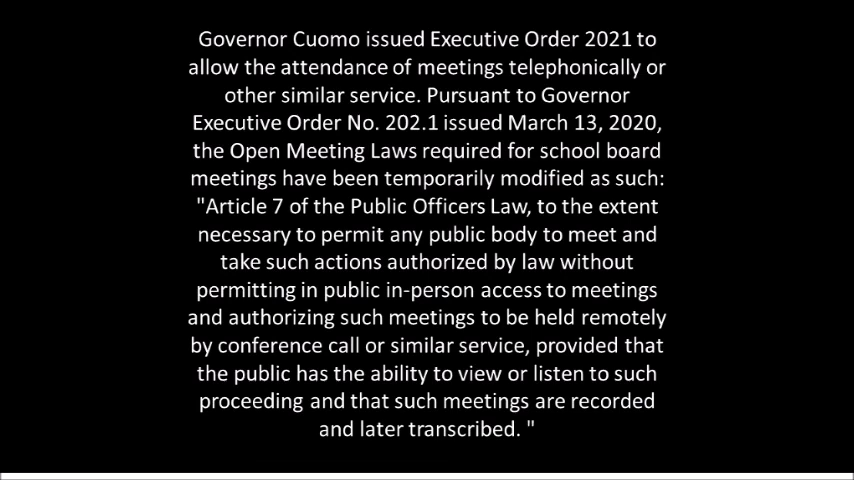 Governor Cuomo issued Executive Order 2021 to
allow the attendance of meetings telephonically or
other similar service. Pursuant to Governor
Executive Order No. 202.1 issued March 13, 2020,
the Open Meeting Laws required for school board
meetings have been temporarily modified as such:
"Article 7 of the Public Officers Law, to the extent
necessary to permit any public body to meet and
take such actions authorized by law without
permitting in public in-person access to meetings
and authorizing such meetings to be held remotely
by conference call or similar service, provided that
the public has the ability to view or listen to such
proceeding and that such meetings are recorded
and later transcribed. "